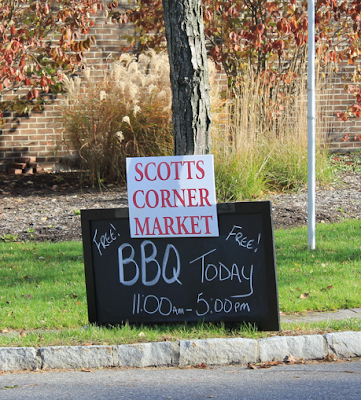 SCOTTS
CORNER
MARKET
Free! Free!
BBQ Today
11:00am - 5:00pm